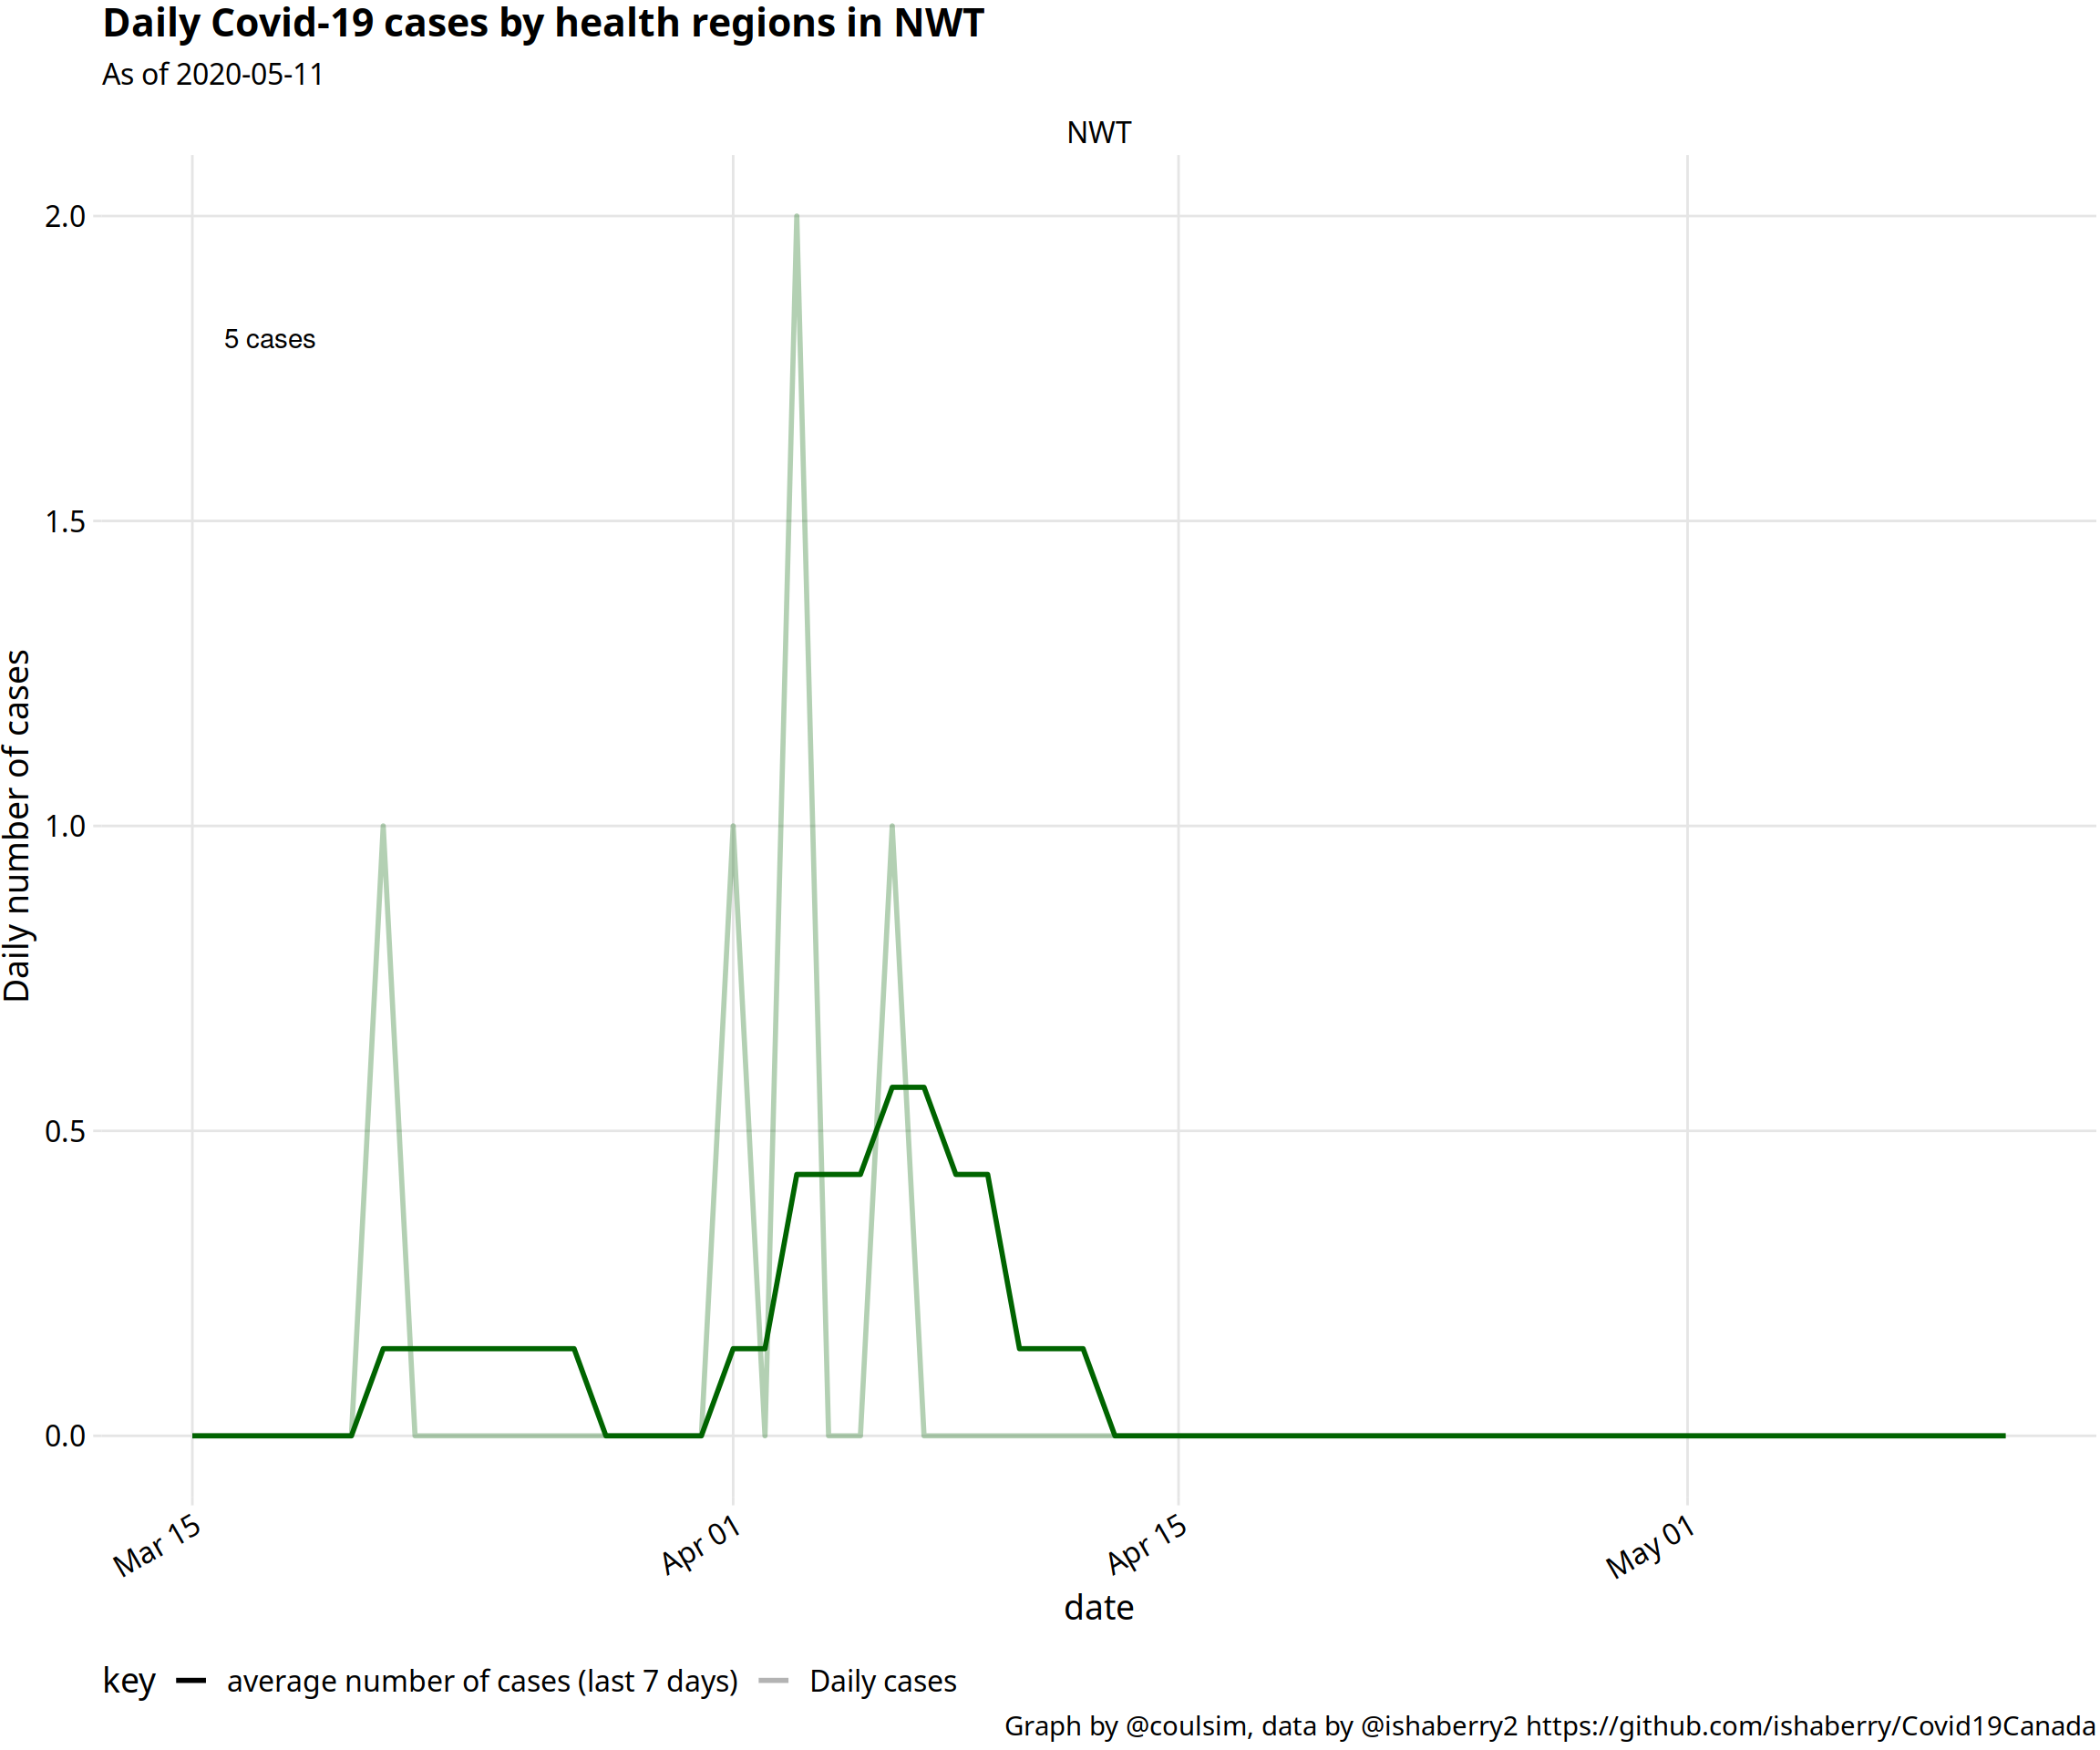 Daily Covid-19 cases by health regions in NWT
As of 2020-05-11
NWT
2.0
5 cases
1.5
1.0
0.5
0.0
Daily number of cases
Mar 15
Apr 01
Apr 15
May 01
date
key average number of cases (last 7 days) Daily cases
Graph by @coulsim, data by @ishaberry2 https://github.com/ishaberry/Covid19Canada